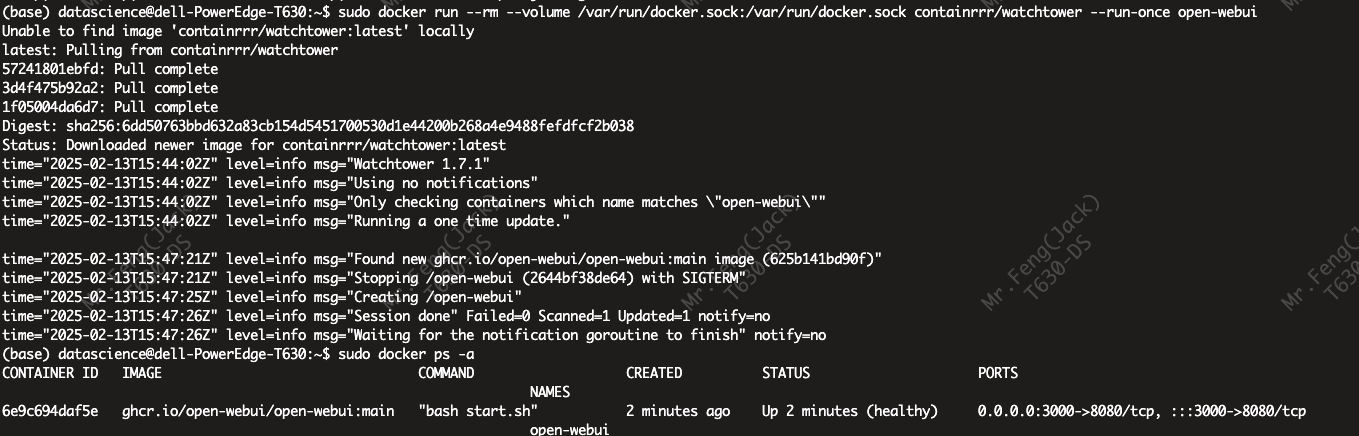 (base) datascience@dell-PowerEdge-T630:~$ sudo docker run --rm --volume /var/run/docker.sock:/var/run/docker.sock containrrr/watchtower --run-once open-webui
Unable to find image 'containrrr/watchtower:latest' locally
latest: Pulling from containrrr/watchtower
57241801ebfd: Pull complete
3d4f475b92a2: Pull complete
1f05004da6d7: Pull complete
Digest: sha256:6dd50763bbd632a83cb154d5451700530d1e44200b268a4e9488fefdfcf2b038
Status: Downloaded newer image for containrrr/watchtower:latest
time="2025-02-13T15:44:02Z" level=info msg="Watchtower 1.7.1"
time="2025-02-13T15:44:02Z" level=info msg="Using no notifications"
time="2025-02-13T15:44:02Z" level=info msg="Only checking containers which name matches \"open-webui\""
time="2025-02-13T15:44:02Z" level=info msg="Running a one time update."
time="2025-02-13T15:47:21Z" level=info msg="Found new ghcr.io/open-webui/open-webui:main image (625b141bd90f)"
time="2025-02-13T15:47:21Z" level=info msg="Stopping /open-webui (2644bf38de64) with SIGTERM"
time="2025-02-13T15:47:25Z" level=info msg="Creating /open-webui"
time="2025-02-13T15:47:26Z" level=info msg="Session done" Failed=0 Scanned=1 Updated=1 notify=no
time="2025-02-13T15:47:26Z" level=info msg="Waiting for the notification goroutine to finish" notify=no
(base) datascience@dell-PowerEdge-T630:~$ sudo docker ps -a
CONTAINER ID IMAGE COMMAND CREATED STATUS PORTS
NAMES
6e9c694daf5e ghcr.io/open-webui/open-webui:main "bash start.sh" 2 minutes ago Up 2 minutes (healthy) 0.0.0.0:3000->8080/tcp, :::3000->8080/tcp
open-webui
Mr.Feng(Jack)
T630-DS
Mr.Feng(Jack)
T630-DS
Mr.Feng(Jack)
T630-DS
Mr.Feng(Jack)
T630-DS